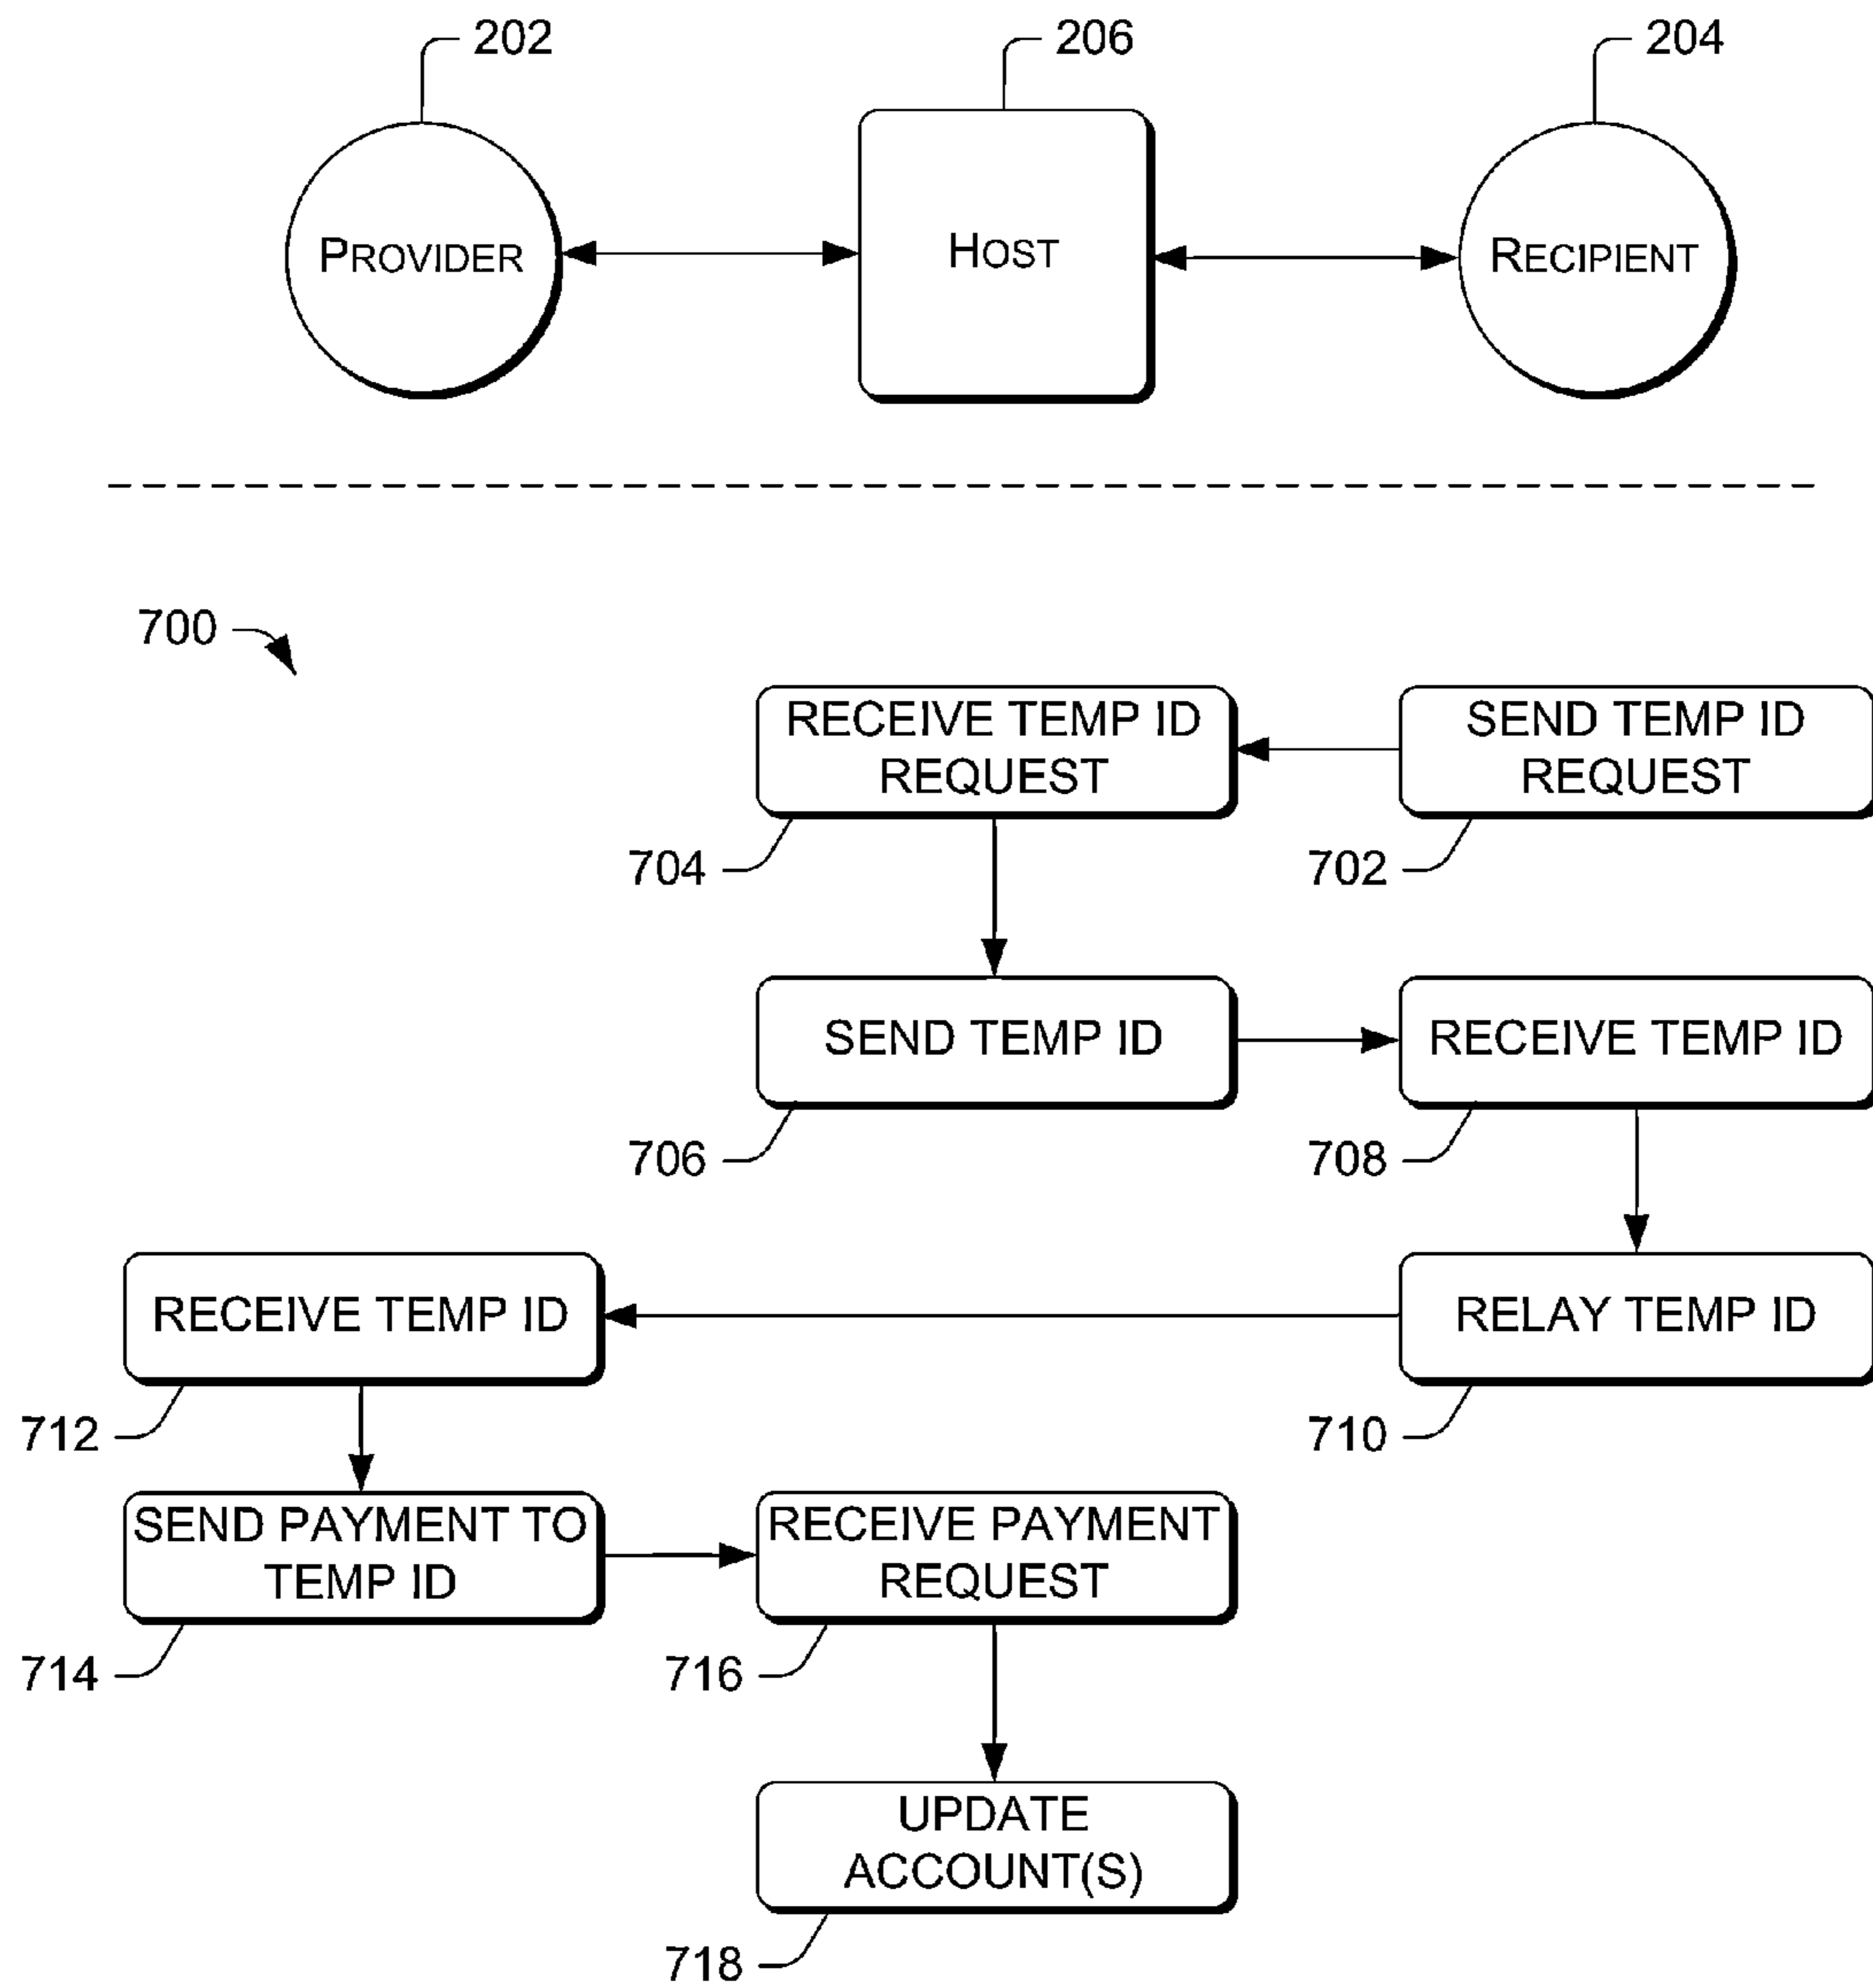 202
206
204
PROVIDER
HOST
RECIPIENT
700
RECEIVE TEMP ID
REQUEST
SEND TEMP ID
REQUEST
704
702
SEND TEMP ID
RECEIVE TEMP ID
706
708
RECEIVE TEMP ID
RELAY TEMP ID
712
710
SEND PAYMENT TO
TEMP ID
RECEIVE PAYMENT
REQUEST
714
716
UPDATE
ACCOUNT(S)
718